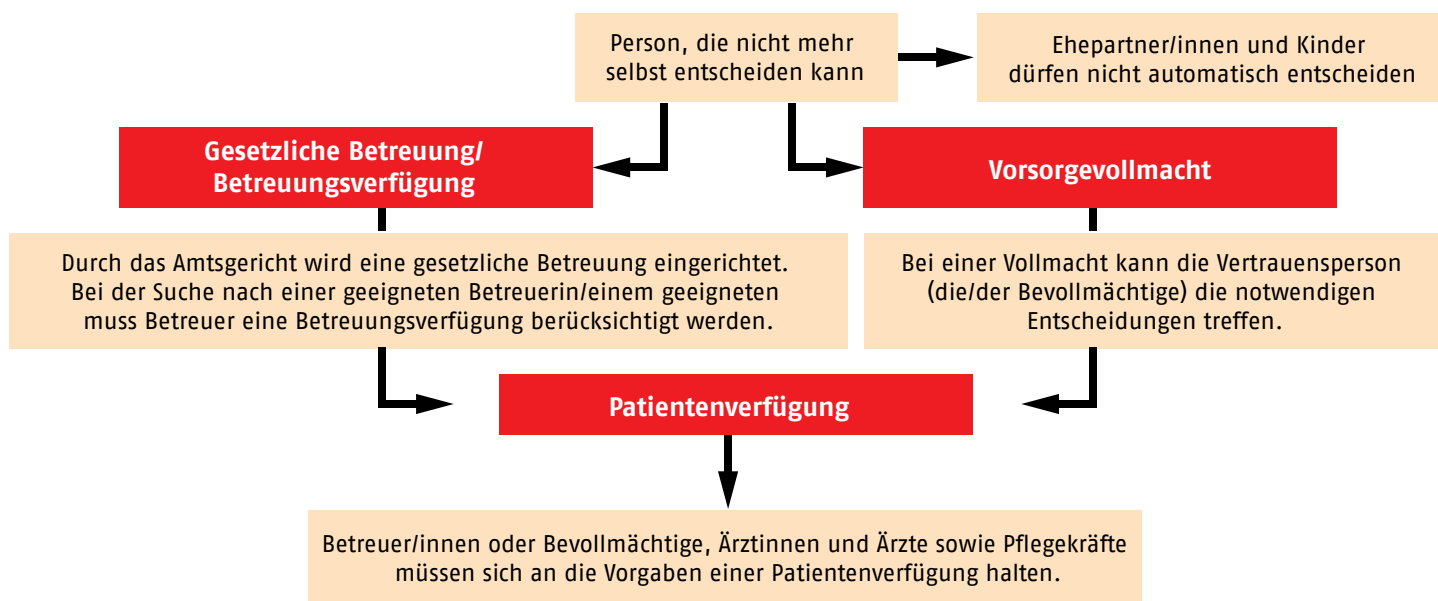 Person, die nicht mehr
selbst entscheiden kann
Ehepartner/innen und Kinder
dürfen nicht automatisch entscheiden
Gesetzliche Betreuung/
Betreuungsverfügung
Vorsorgevollmacht
Durch das Amtsgericht wird eine gesetzliche Betreuung eingerichtet.
Bei der Suche nach einer geeigneten Betreuerin/einem geeigneten
muss Betreuer eine Betreuungsverfügung berücksichtigt werden.
Bei einer Vollmacht kann die Vertrauensperson
(die/der Bevollmächtige) die notwendigen
Entscheidungen treffen.
Patientenverfügung
Betreuer/innen oder Bevollmächtige, Ärztinnen und Ärzte sowie Pflegekräfte
müssen sich an die Vorgaben einer Patientenverfügung halten.